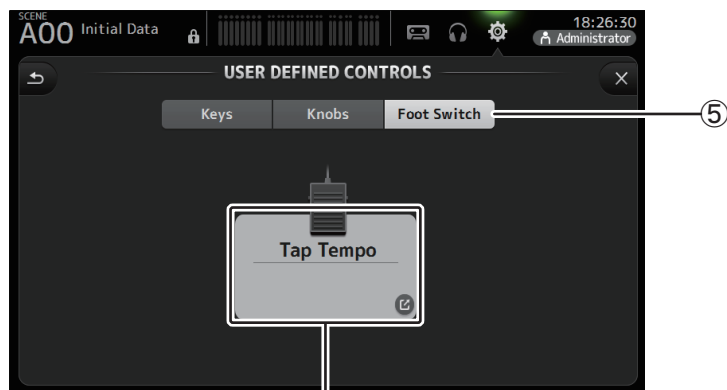 SCENE
A00 Initial Data
18:26:30
Administrator
USER DEFINED CONTROLS
Keys Knobs Foot Switch
⑤
Tap Tempo